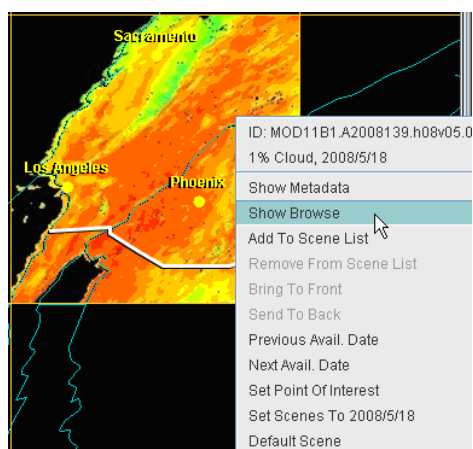 Sacramento
Los Angeles
Phoenix
ID: MOD11B1.A2008139.h08v05.0
1% Cloud, 2008/5/18
Show Metadata
Show Browse
Add To Scene List
Remove From Scene List
Bring To Front
Send To Back
Previous Avail. Date
Next Avail. Date
Set Point Of Interest
Set Scenes To 2008/5/18
Default Scene